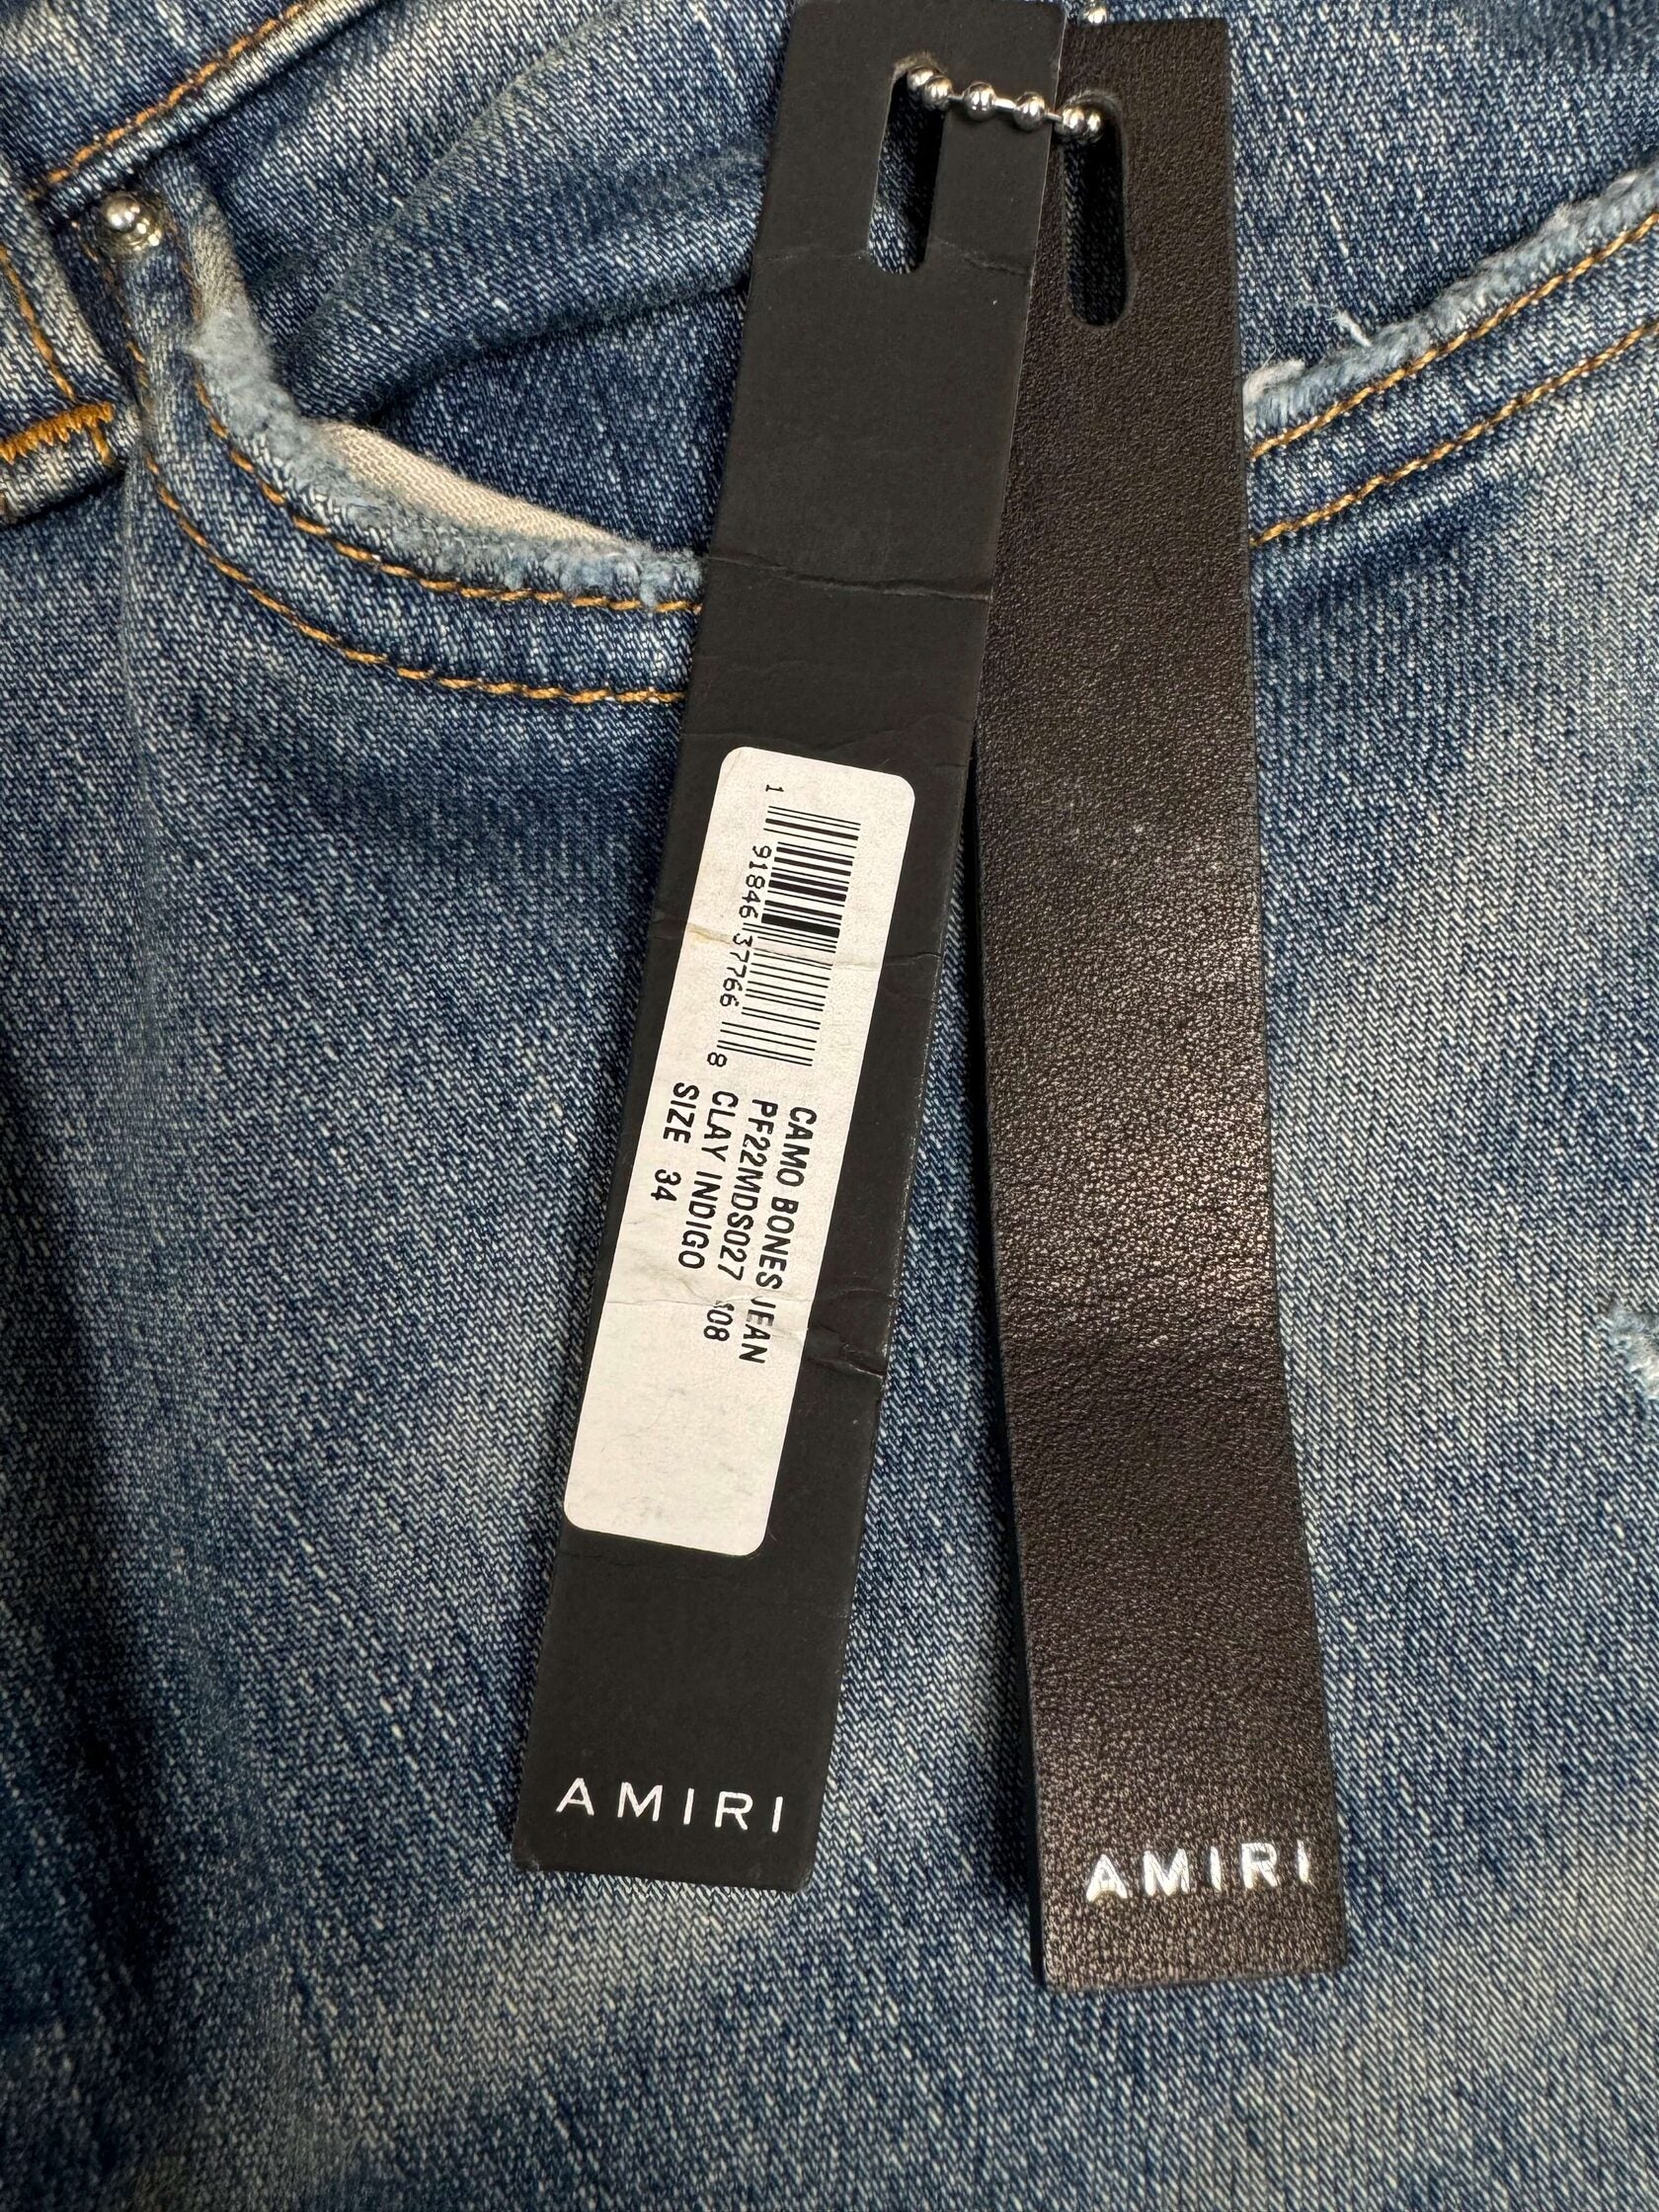 1 91846 37766 8
CAMO BONES JEAN
PF22MDS027 408
CLAY INDIGO
SIZE 34
AMIRI
AMIRI